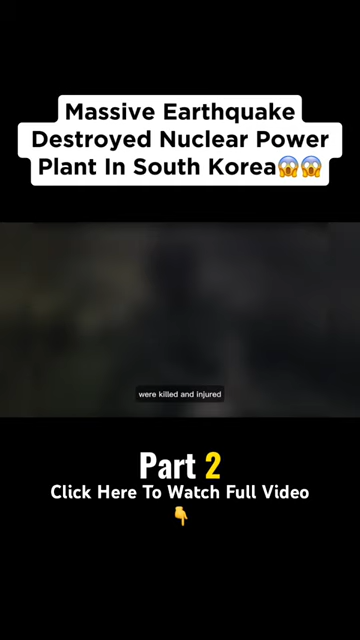 Massive Earthquake
Destroyed Nuclear Power
Plant In South Korea😱😱
were killed and injured
Part 2
Click Here To Watch Full Video
👇